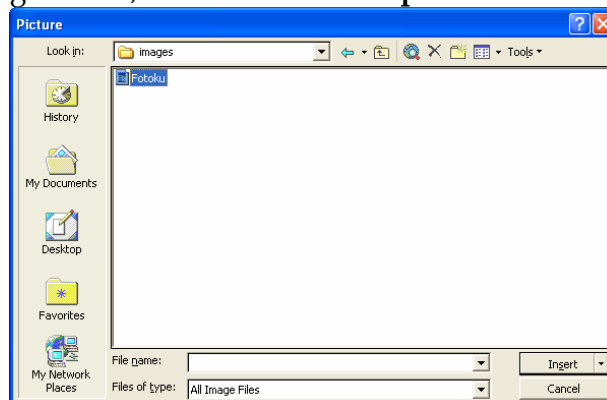 Picture
Look in:
images
Tools
Fotoku
History
My Documents
Desktop
Favorites
My Network
Places
File name:
Insert
Files of type:
All Image Files
Cancel